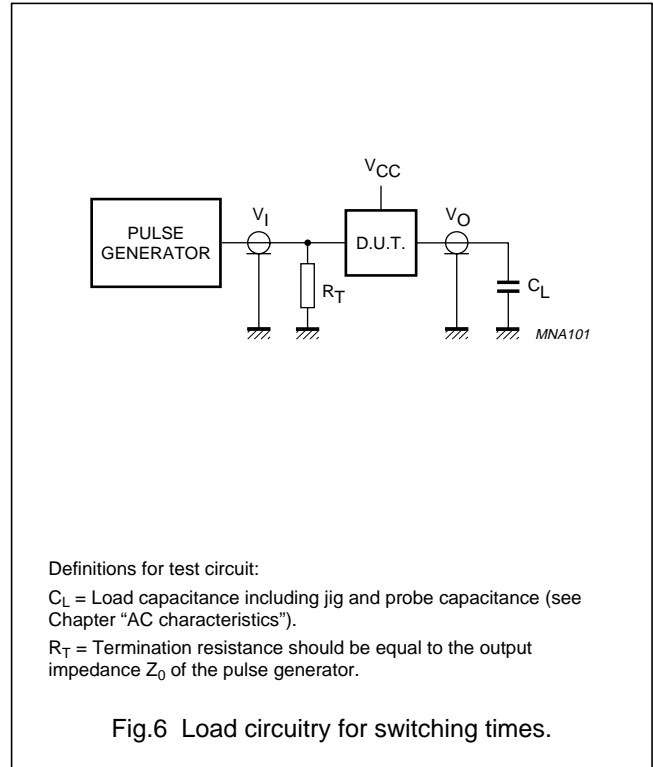 VCC
PULSE
GENERATOR
VI
D.U.T.
VO
RT
CL
MNA101
Definitions for test circuit:
CL = Load capacitance including jig and probe capacitance (see
Chapter “AC characteristics”).
RT = Termination resistance should be equal to the output
impedance Z0 of the pulse generator.
Fig.6 Load circuitry for switching times.